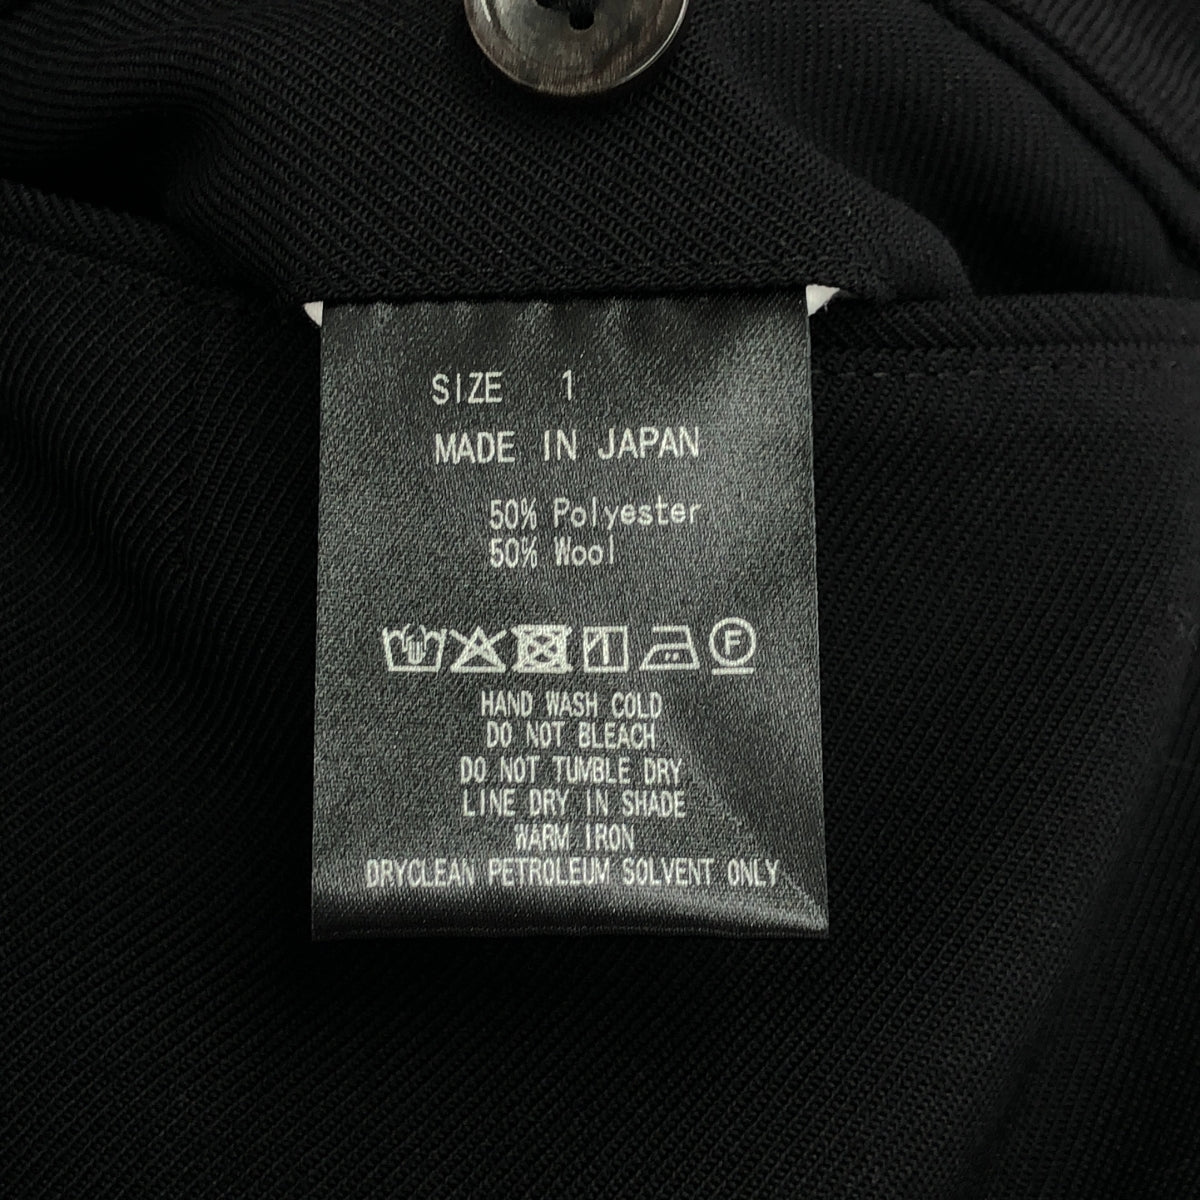 SIZE 1
MADE IN JAPAN
50% Polyester
50% Wool
F
HAND WASH COLD
DO NOT BLEACH
DO NOT TUMBLE DRY
LINE DRY IN SHADE
WARM IRON
DRYCLEAN PETROLEUM SOLVENT ONLY